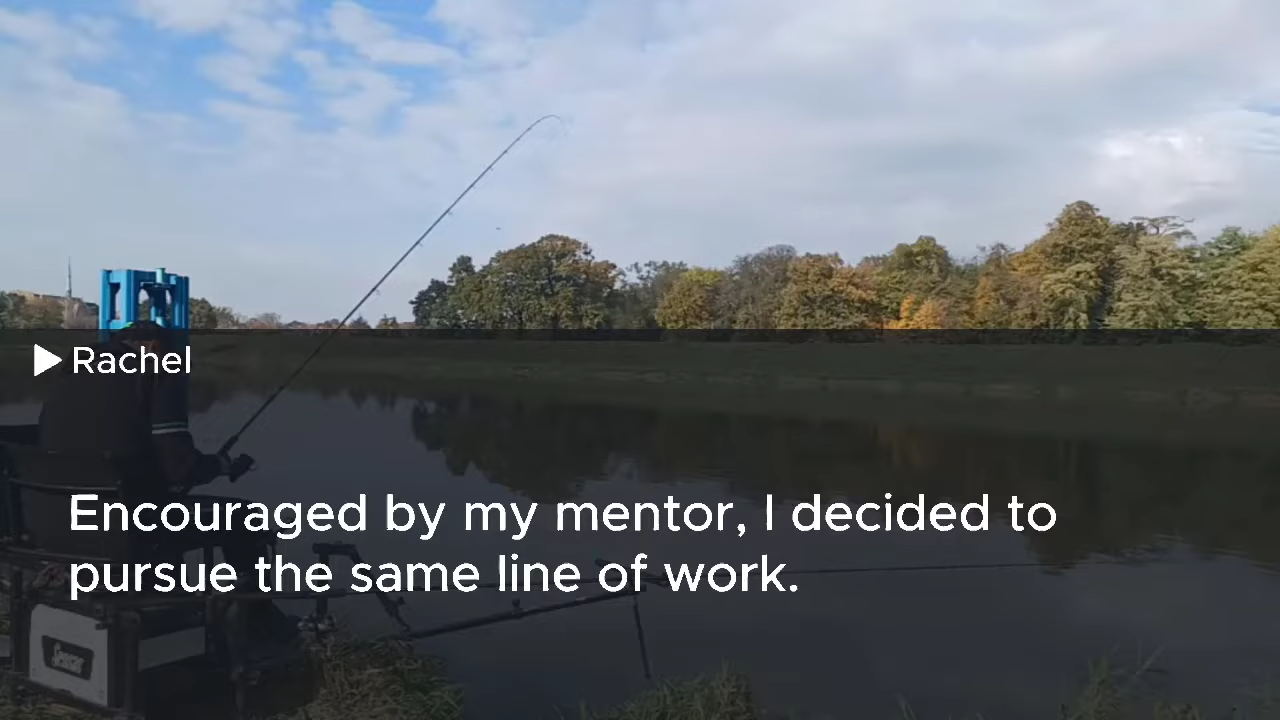 Rachel
Encouraged by my mentor, I decided to
pursue the same line of work.